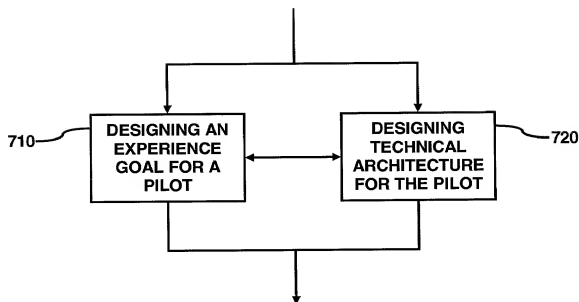 710
DESIGNING AN
EXPERIENCE
GOAL FOR A
PILOT
DESIGNING
TECHNICAL
ARCHITECTURE
FOR THE PILOT
720